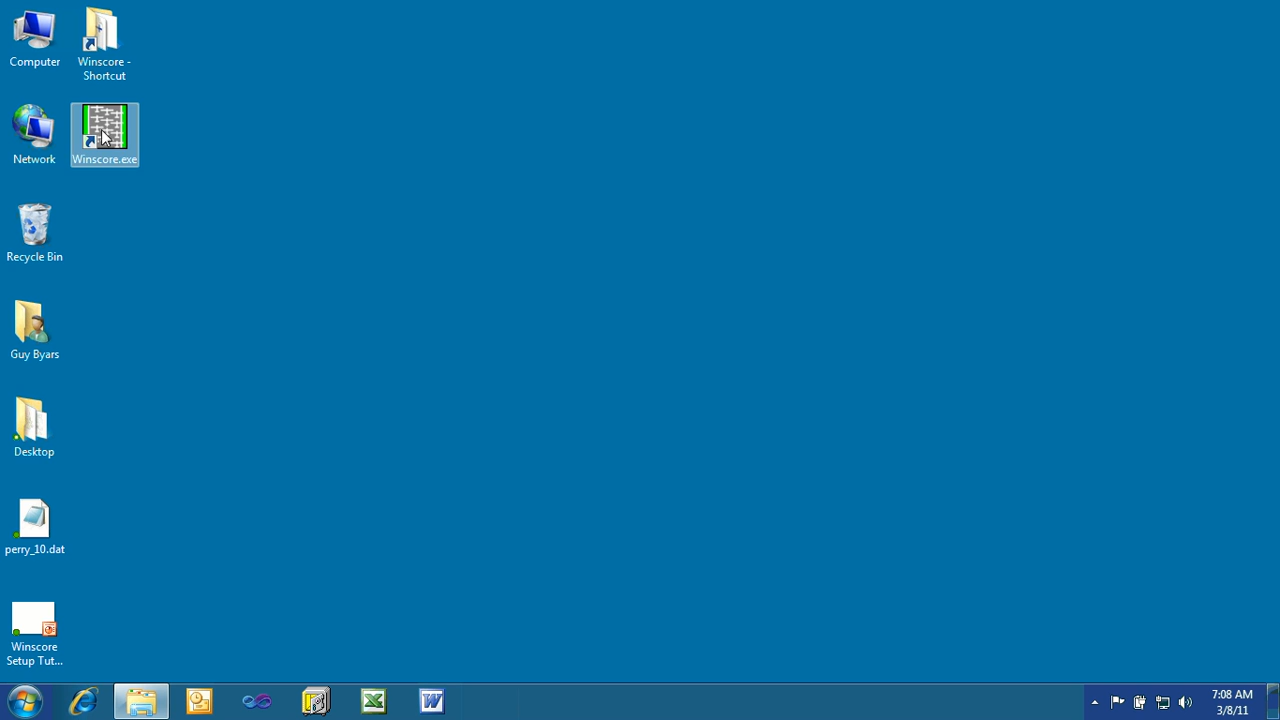 Computer
Winscore -
Shortcut
Network
Winscore.exe
Recycle Bin
Guy Byars
Desktop
perry_10.dat
Winscore
Setup Tut...
7:08 AM
3/8/11